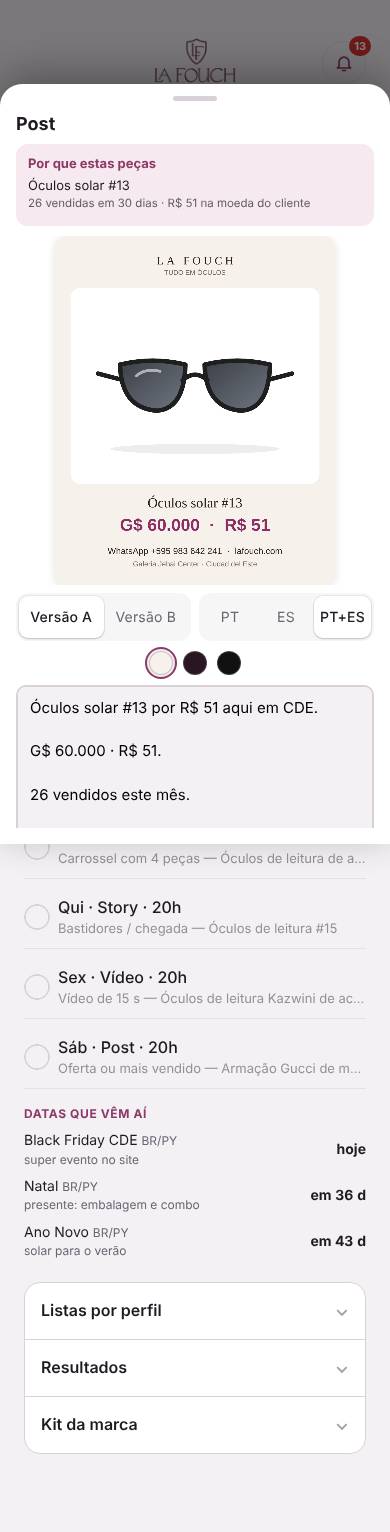 LF
LA FOUCH
13
Post
Por que estas peças
Óculos solar #13
26 vendidas em 30 dias · R$ 51 na moeda do cliente
LA FOUCH
TUDO EM ÓCULOS
Óculos solar #13
G$ 60.000 · R$ 51
WhatsApp +595 983 642 241 · lafouch.com
Galeria Jebai Center · Ciudad del Este
Versão A
Versão B
PT
ES
PT+ES
Óculos solar #13 por R$ 51 aqui em CDE.
G$ 60.000 · R$ 51.
26 vendidos este mês.
Carrossel com 4 peças — Óculos de leitura de a...
Qui · Story · 20h
Bastidores / chegada — Óculos de leitura #15
Sex · Vídeo · 20h
Vídeo de 15 s — Óculos de leitura Kazwini de ac...
Sáb · Post · 20h
Oferta ou mais vendido — Armação Gucci de m...
DATAS QUE VÊM AÍ
Black Friday CDE BR/PY
super evento no site
hoje
Natal BR/PY
presente: embalagem e combo
em 36 d
Ano Novo BR/PY
solar para o verão
em 43 d
Listas por perfil
Resultados
Kit da marca